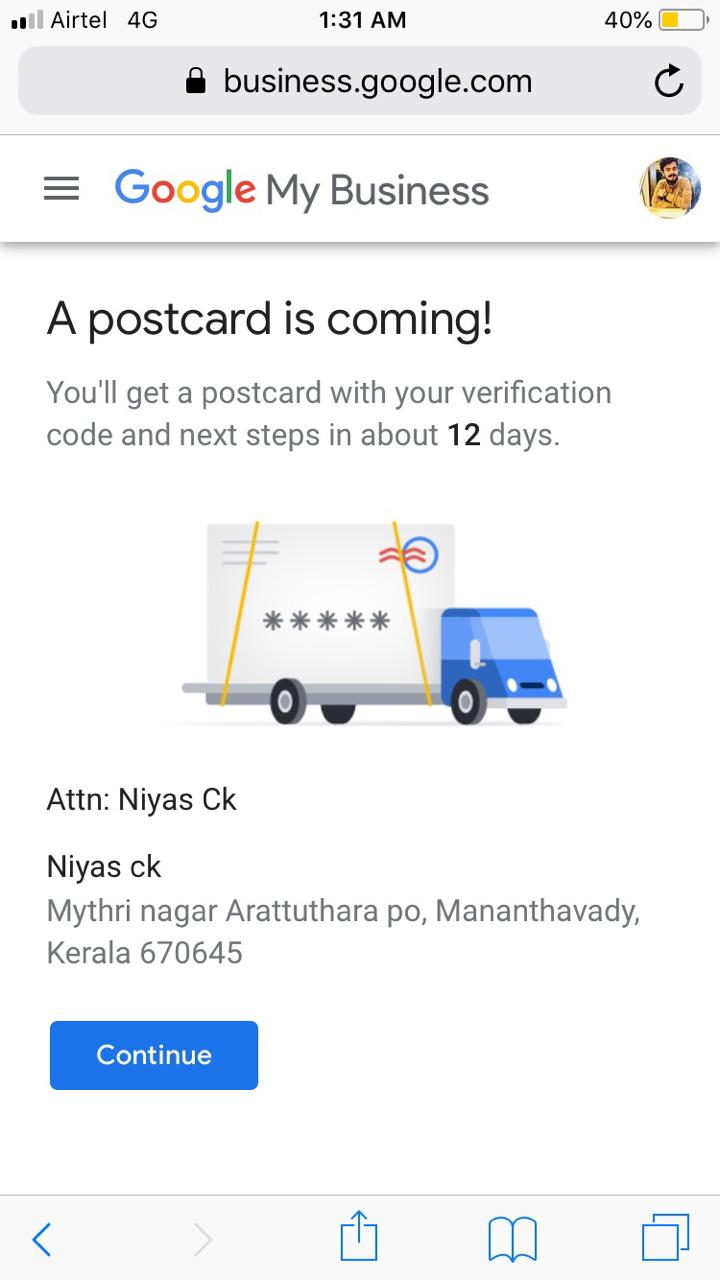 Airtel 4G 1:31 AM 40%
business.google.com
Google My Business
A postcard is coming!
You'll get a postcard with your verification
code and next steps in about 12 days.
*****
Attn: Niyas Ck
Niyas ck
Mythri nagar Arattuthara po, Mananthavady,
Kerala 670645
Continue